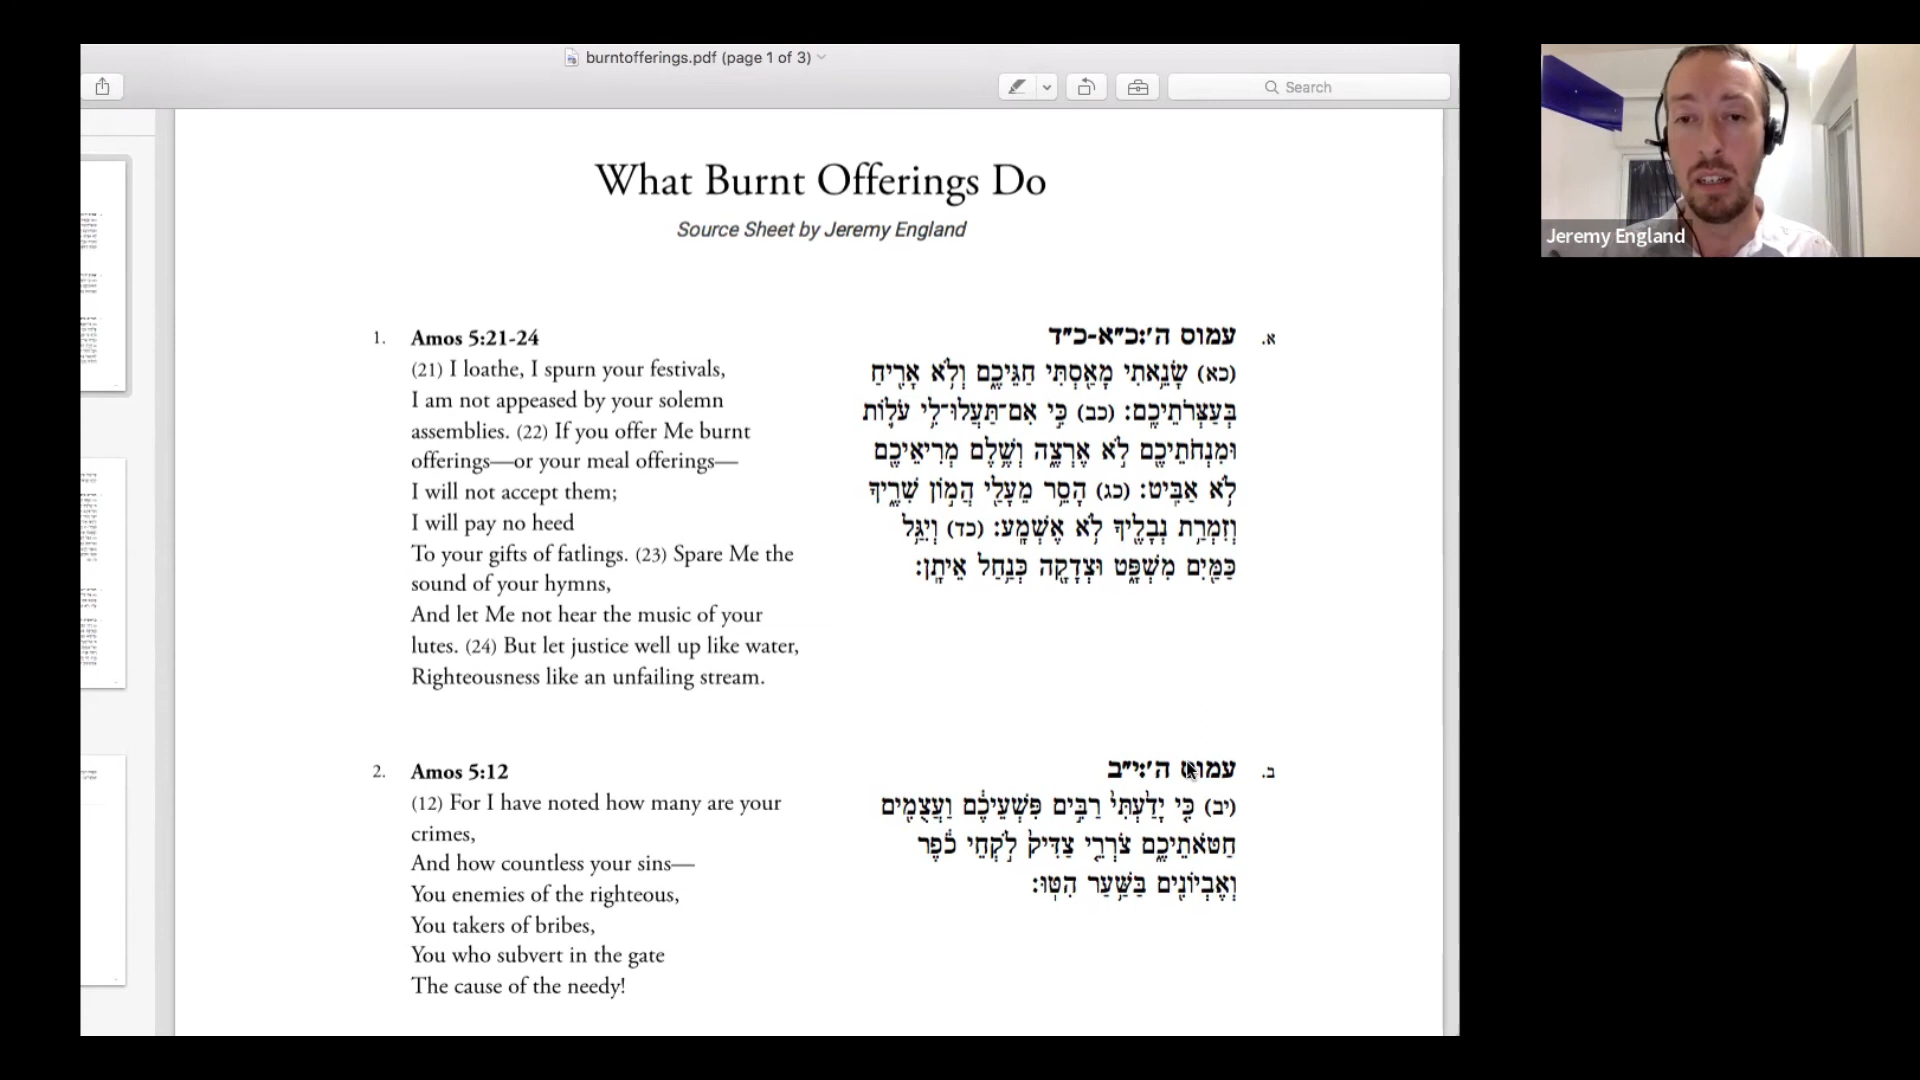 burntofferings.pdf (page 1 of 3)
Search
What Burnt Offerings Do
Source Sheet by Jeremy England
1.
Amos 5:21-24
(21) I loathe, I spurn your festivals,
I am not appeased by your solemn
assemblies. (22) If you offer Me burnt
offerings—or your meal offerings—
I will not accept them;
I will pay no heed
To your gifts of fatlings. (23) Spare Me the
sound of your hymns,
And let Me not hear the music of your
lutes. (24) But let justice well up like water,
Righteousness like an unfailing stream.
א.
עמוס ה׳:כ״א-כ״ד
(כא) שָׂנֵ֥אתִי מָאַ֖סְתִּי חַגֵּיכֶ֑ם וְלֹ֥א אָרִ֖יחַ
בְּעַצְּרֹתֵיכֶֽם׃ (כב) כִּ֣י אִם־תַּעֲלוּ־לִ֥י עֹל֛וֹת
וּמִנְחֹתֵיכֶ֖ם לֹ֣א אֶרְצֶ֑ה וְשֶׁ֥לֶם מְרִיאֵיכֶ֖ם
לֹ֥א אַבִּֽיט׃ (כג) הָסֵ֥ר מֵעָלַ֖י הֲמ֣וֹן שִׁרֶ֑יךָ
וְזִמְרַ֥ת נְבָלֶ֖יךָ לֹ֥א אֶשְׁמָֽע׃ (כד) וְיִגַּ֥ל
כַּמַּ֖יִם מִשְׁפָּ֑ט וּצְדָקָ֖ה כְּנַ֥חַל אֵיתָֽן׃
2.
Amos 5:12
(12) For I have noted how many are your
crimes,
And how countless your sins—
You enemies of the righteous,
You takers of bribes,
You who subvert in the gate
The cause of the needy!
ב.
עמוס ה׳:י״ב
(יב) כִּ֤י יָדַ֙עְתִּי֙ רַבִּ֣ים פִּשְׁעֵיכֶ֔ם וַעֲצֻמִ֖ים
חַטֹּאתֵיכֶ֑ם צֹרְרֵ֤י צַדִּיק֙ לֹ֣קְחֵי כֹ֔פֶר
וְאֶבְיוֹנִ֖ים בַּשַּׁ֥עַר הִטּֽוּ׃
Jeremy England